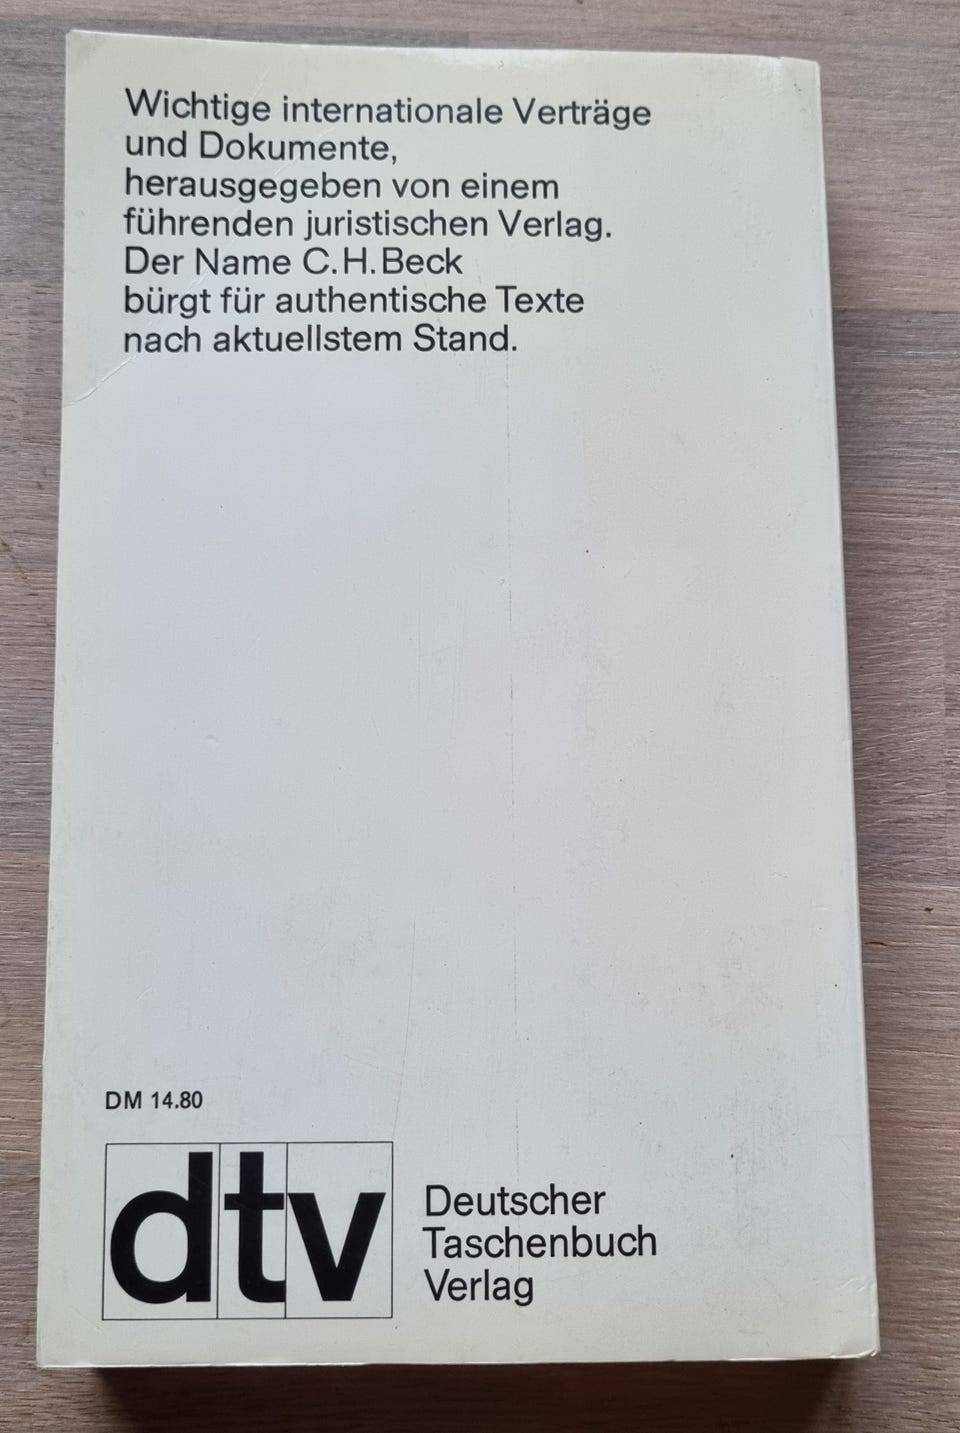 Wichtige internationale Verträge
und Dokumente,
herausgegeben von einem
führenden juristischen Verlag.
Der Name C.H.Beck
bürgt für authentische Texte
nach aktuellstem Stand.
DM 14.80
dtv
Deutscher
Taschenbuch
Verlag